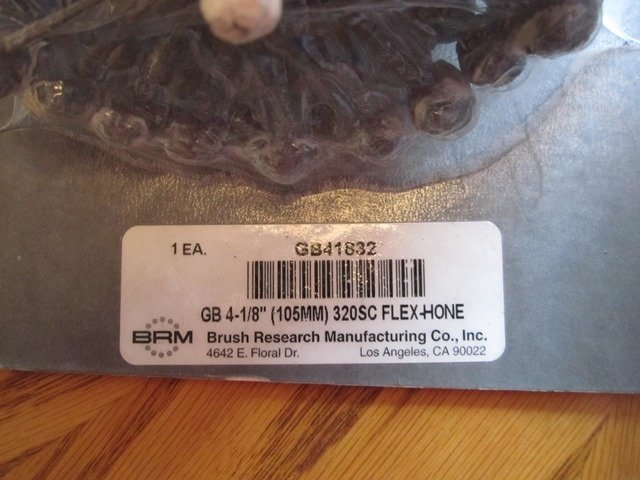 1 EA. GB41832
GB 4-1/8" (105MM) 320SC FLEX-HONE
BRM Brush Research Manufacturing Co., Inc.
4642 E. Floral Dr. Los Angeles, CA 90022